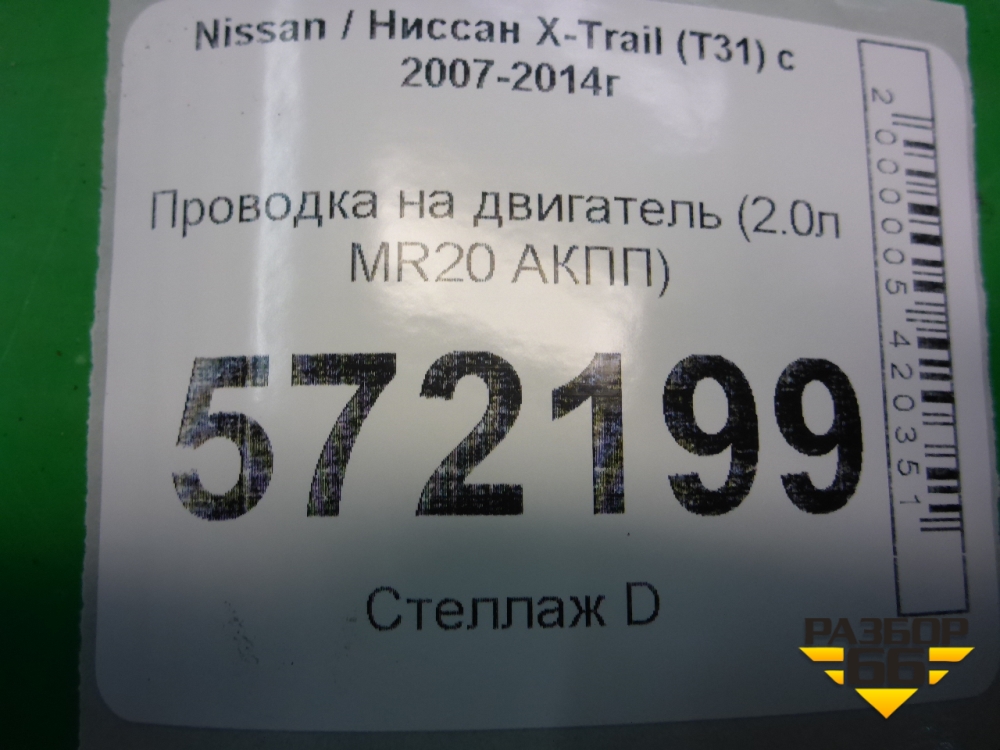 Nissan / Ниссан X-Trail (T31) с
2007-2014г
Проводка на двигатель (2.0л
MR20 АКПП)
572199
Стеллаж D
2000005420351
РАЗБОР
66